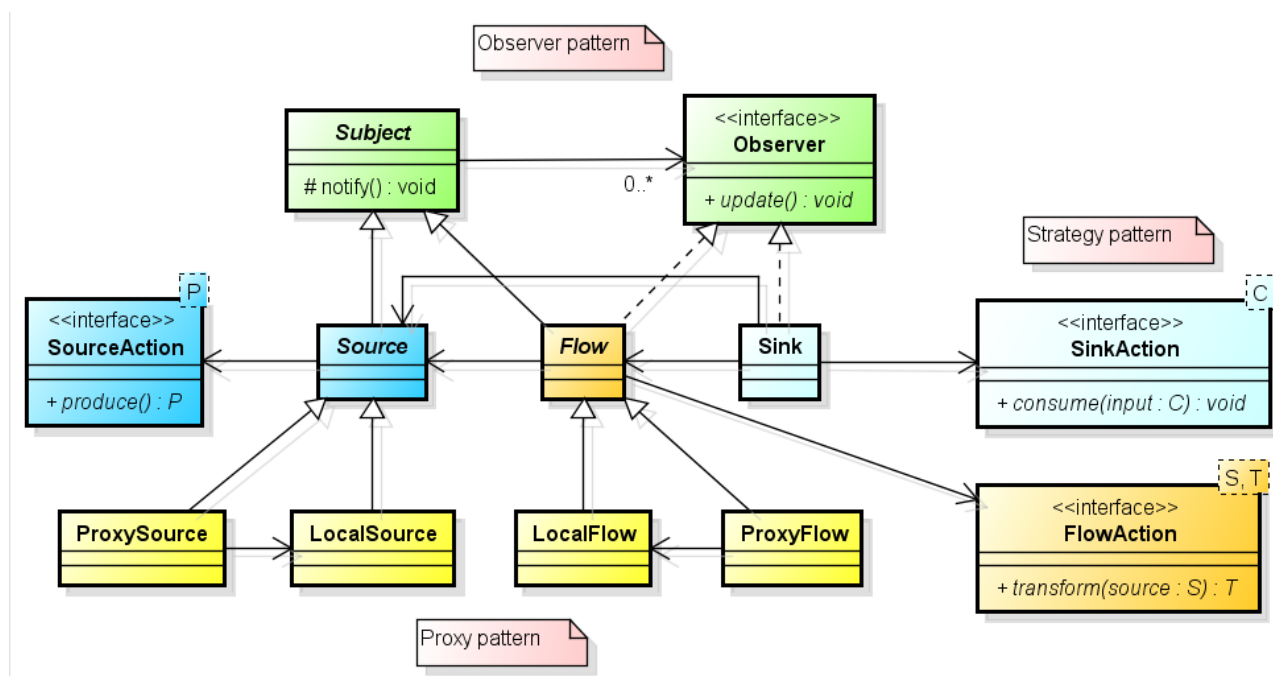 Observer pattern
Subject
# notify() : void
<<interface>>
Observer
+ update() : void
0..*
Strategy pattern
P
<<interface>>
SourceAction
+ produce() : P
Source
Flow
Sink
C
<<interface>>
SinkAction
+ consume(input : C) : void
ProxySource
LocalSource
LocalFlow
ProxyFlow
S, T
<<interface>>
FlowAction
+ transform(source : S) : T
Proxy pattern